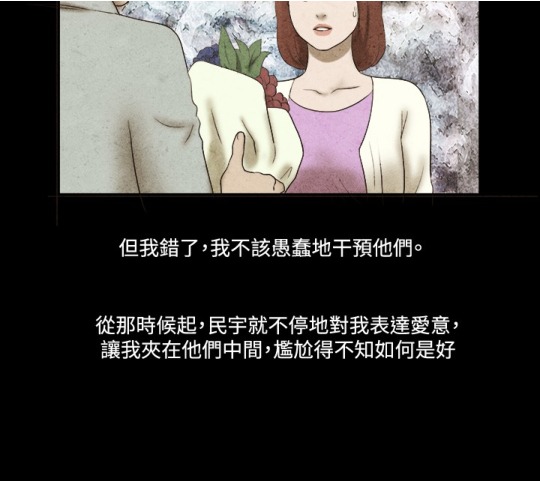 但我錯了,我不該愚蠢地干預他們。
從那時候起,民宇就不停地對我表達愛意,
讓我夾在他們中間,尷尬得不知如何是好